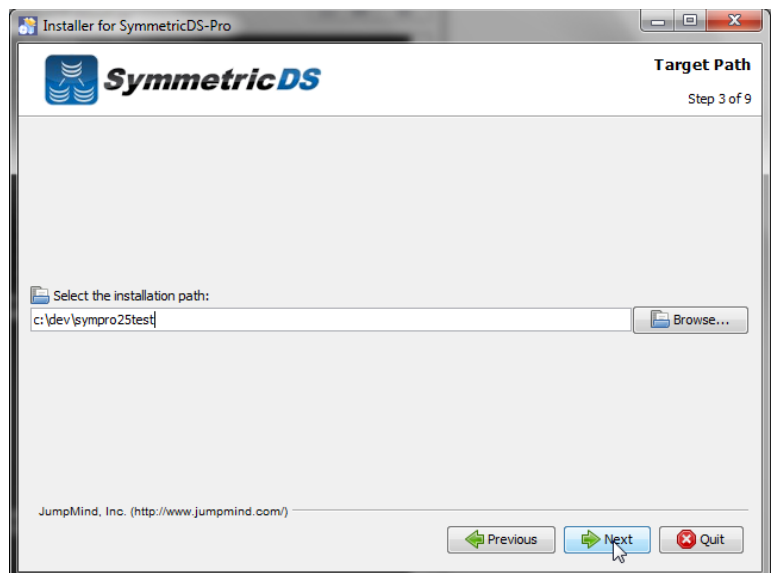 Installer for SymmetricDS-Pro
SymmetricDS
Target Path
Step 3 of 9
Select the installation path:
c:\dev\sympro25test
Browse...
JumpMind, Inc. (http://www.jumpmind.com/)
Previous
Next
Quit